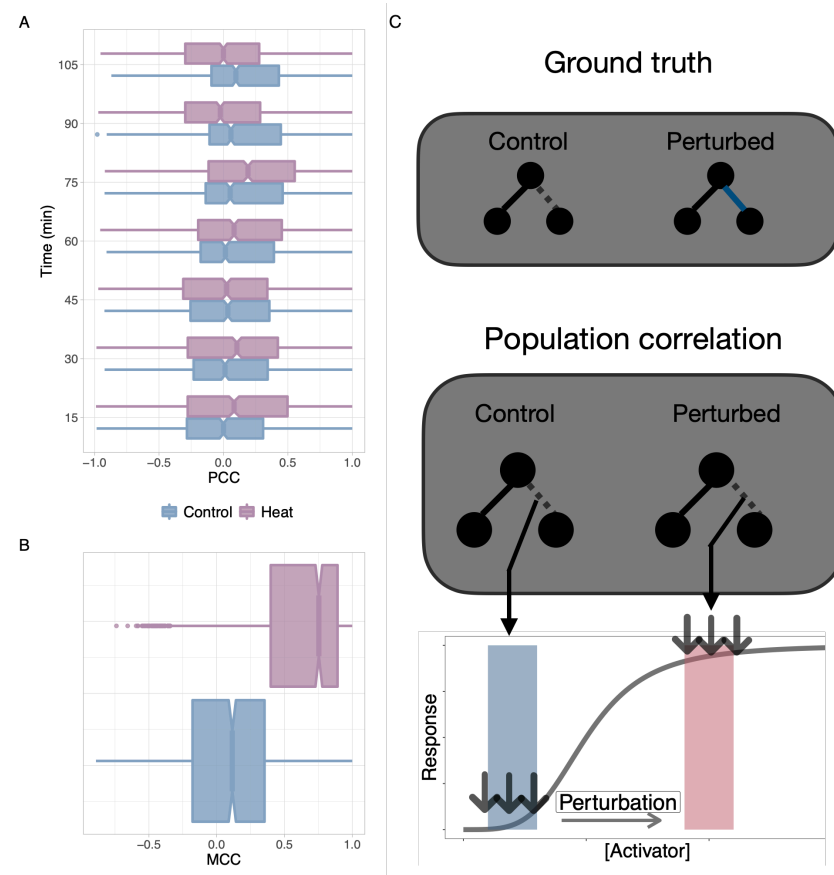 A
105
90
75
60
45
30
15
Time (min)
−1.0 −0.5 0.0 0.5 1.0
PCC
Control Heat
B
−0.5 0.0 0.5 1.0
MCC
C
Ground truth
Control Perturbed
Population correlation
Control Perturbed
Response
Perturbation
[Activator]